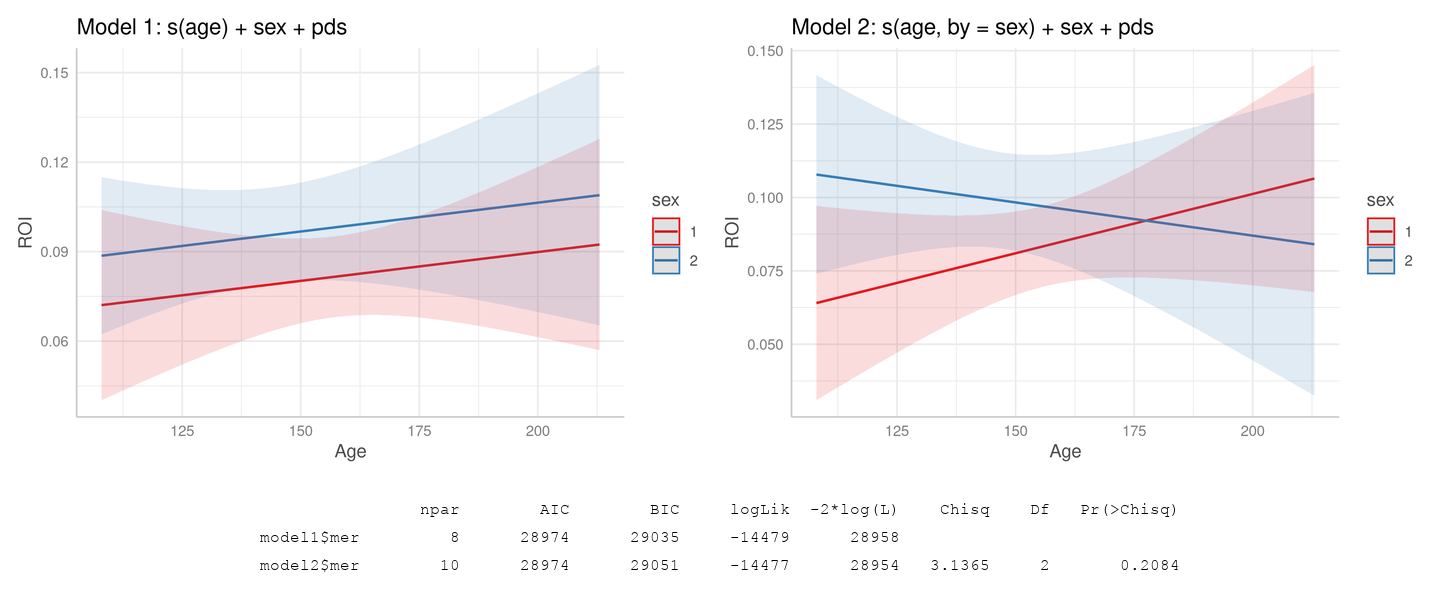 Model 1: s(age) + sex + pds
0.15
0.12
0.09
0.06
ROI
125 150 175 200
Age
sex
1
2
Model 2: s(age, by = sex) + sex + pds
0.150
0.125
0.100
0.075
0.050
ROI
125 150 175 200
Age
sex
1
2
npar AIC BIC logLik -2*log(L) Chisq Df Pr(>Chisq)
model1$mer 8 28974 29035 -14479 28958
model2$mer 10 28974 29051 -14477 28954 3.1365 2 0.2084